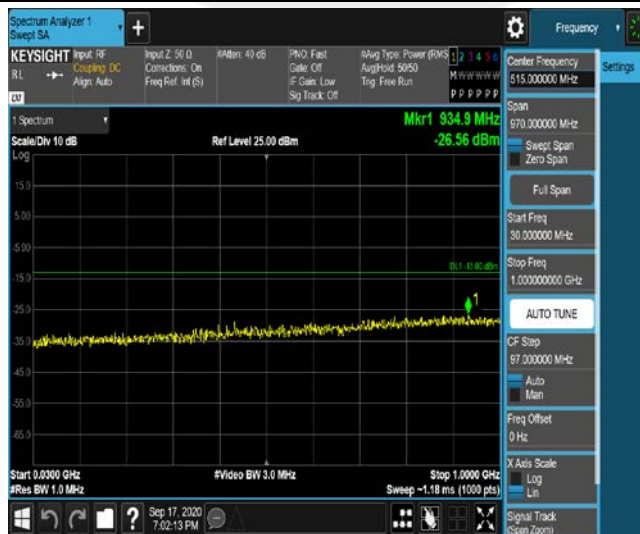 Spectrum Analyzer 1
Swept SA
+
Frequency
KEYSIGHT
RL
Input: RF
Coupling: DC
Align: Auto
Input Z: 50 Ω
Corrections: On
Freq Ref: Int (S)
#Atten: 40 dB
PNO: Fast
Gate: Off
IF Gain: Low
Sig Track: Off
#Avg Type: Power (RMS
Avg|Hold: 50/50
Trig: Free Run
1 2 3 4 5 6
M W W W W W
P P P P P P
Center Frequency
515.000000 MHz
Settings
Span
970.000000 MHz
Swept Span
Zero Span
Full Span
Start Freq
30.000000 MHz
Stop Freq
1.000000000 GHz
AUTO TUNE
CF Step
97.000000 MHz
Auto
Man
Freq Offset
0 Hz
X Axis Scale
Log
Lin
Signal Track
(Span Zoom)
1 Spectrum
Mkr1 934.9 MHz
-26.56 dBm
Scale/Div 10 dB
Ref Level 25.00 dBm
Log
15.0
5.00
-5.00
DL1 -13.00 dBm
-15.0
1
-25.0
-35.0
-45.0
-55.0
-65.0
Start 0.0300 GHz
#Video BW 3.0 MHz
Stop 1.0000 GHz
#Res BW 1.0 MHz
Sweep ~1.18 ms (1000 pts)
?
Sep 17, 2020
7:02:13 PM